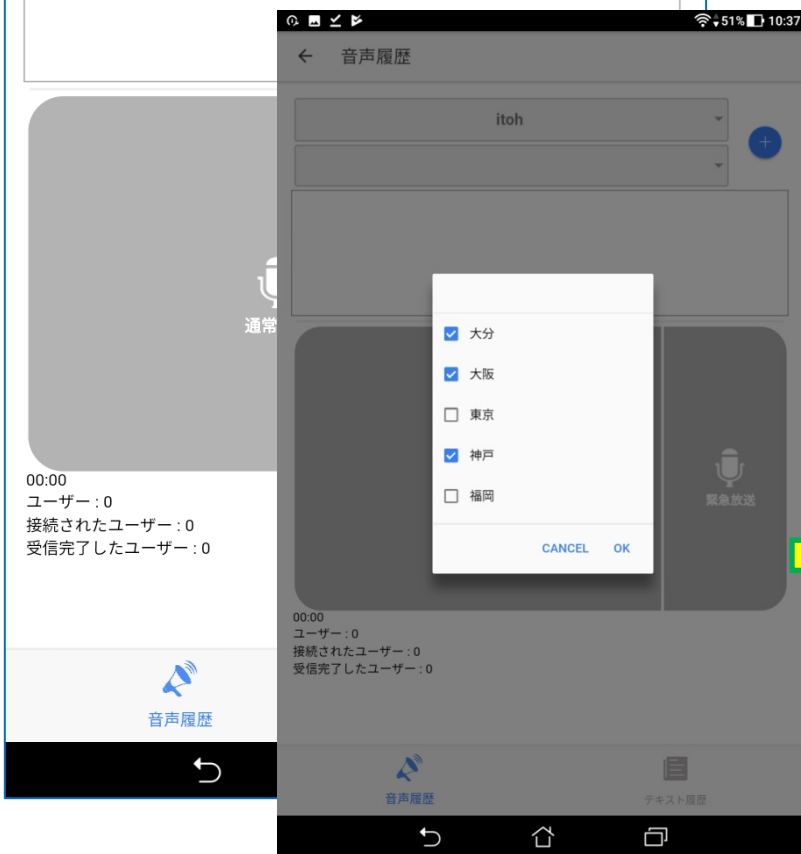 通常
00:00
ユーザー : 0
接続されたユーザー : 0
受信完了したユーザー : 0
音声履歴
51% 10:37
音声履歴
itoh
大分
大阪
東京
神戸
福岡
CANCEL OK
緊急放送
00:00
ユーザー : 0
接続されたユーザー : 0
受信完了したユーザー : 0
音声履歴
テキスト履歴